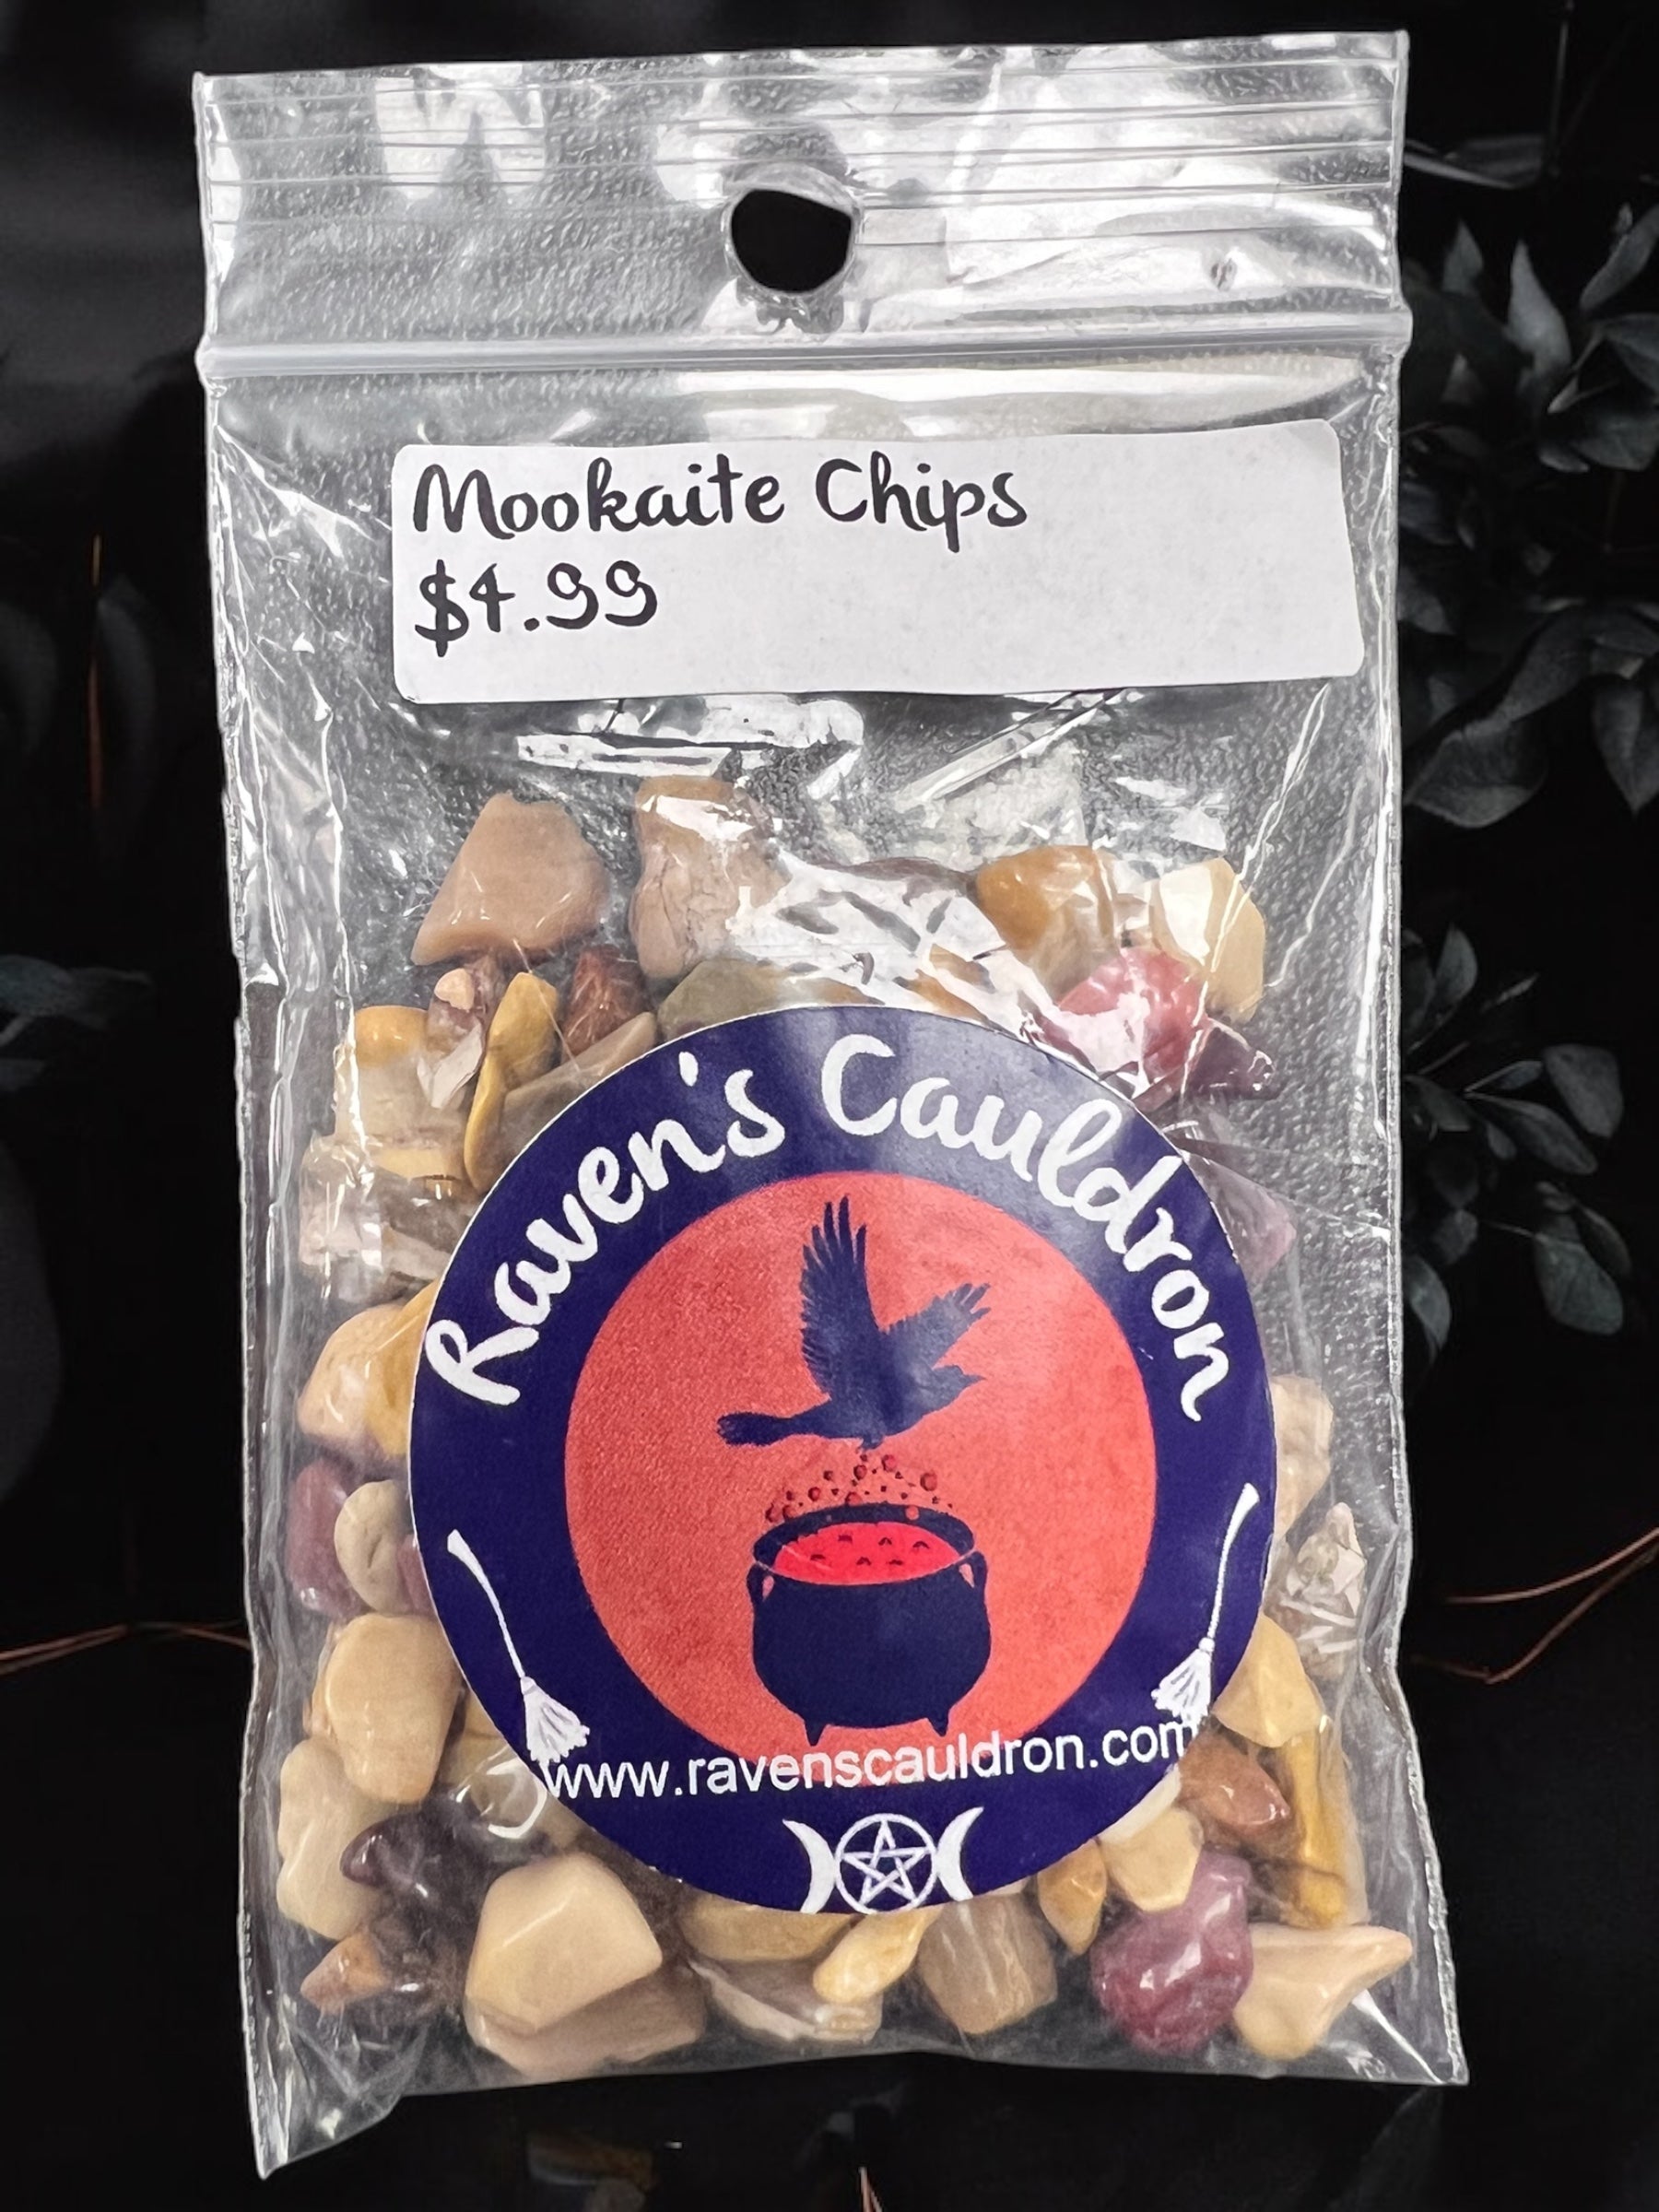 Mookaite Chips
$4.99
Raven's Cauldron
www.ravenscauldron.com